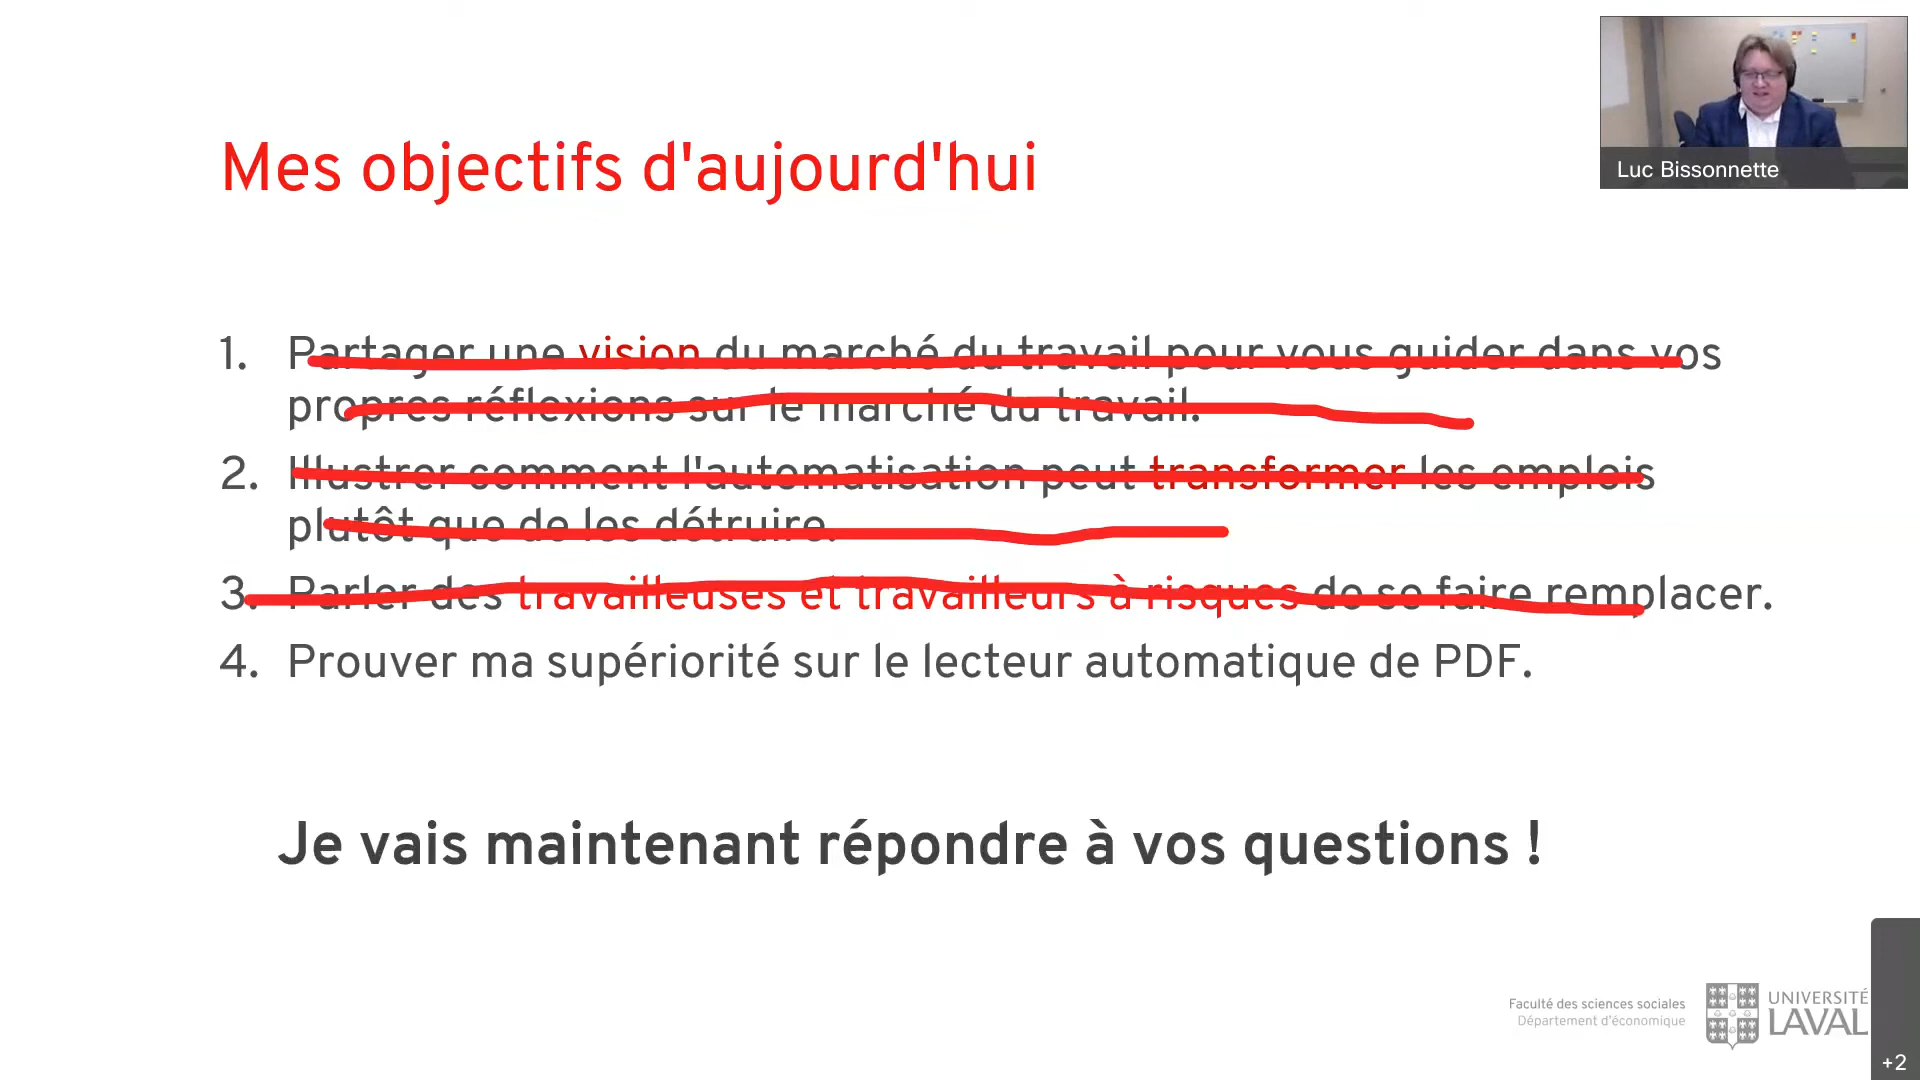 Luc Bissonnette
Mes objectifs d'aujourd'hui
1. Partager une vision du marché du travail pour vous guider dans vos
propres réflexions sur le marché du travail.
2. Illustrer comment l'automatisation peut transformer les emplois
plutôt que de les détruire.
3. Parler des travailleuses et travailleurs à risques de se faire remplacer.
4. Prouver ma supériorité sur le lecteur automatique de PDF.
Je vais maintenant répondre à vos questions !
Faculté des sciences sociales
Département d'économique
UNIVERSITÉ
LAVAL
+2